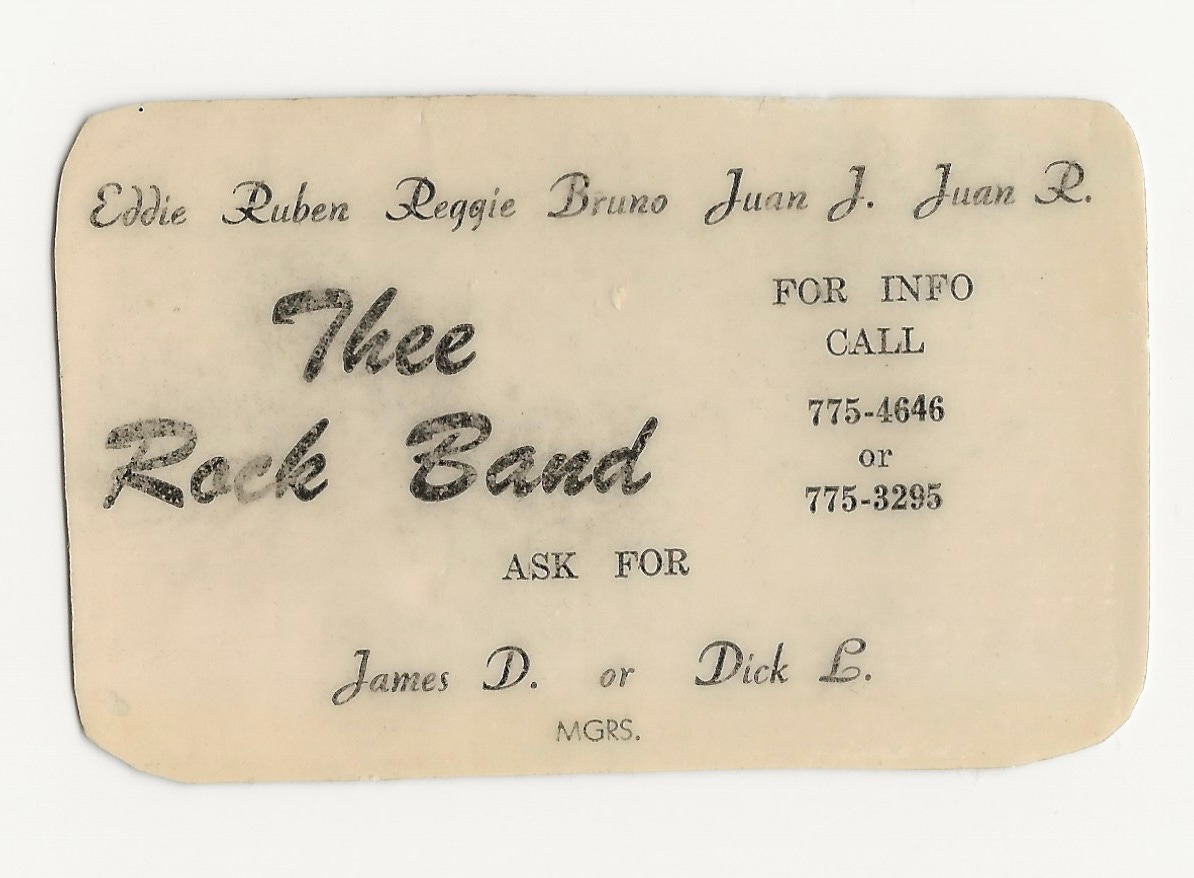 Eddie Ruben Reggie Bruno Juan J. Juan R.
Thee
Rock Band
FOR INFO
CALL
775-4646
or
775-3295
ASK FOR
James D. or Dick L.
MGRS.